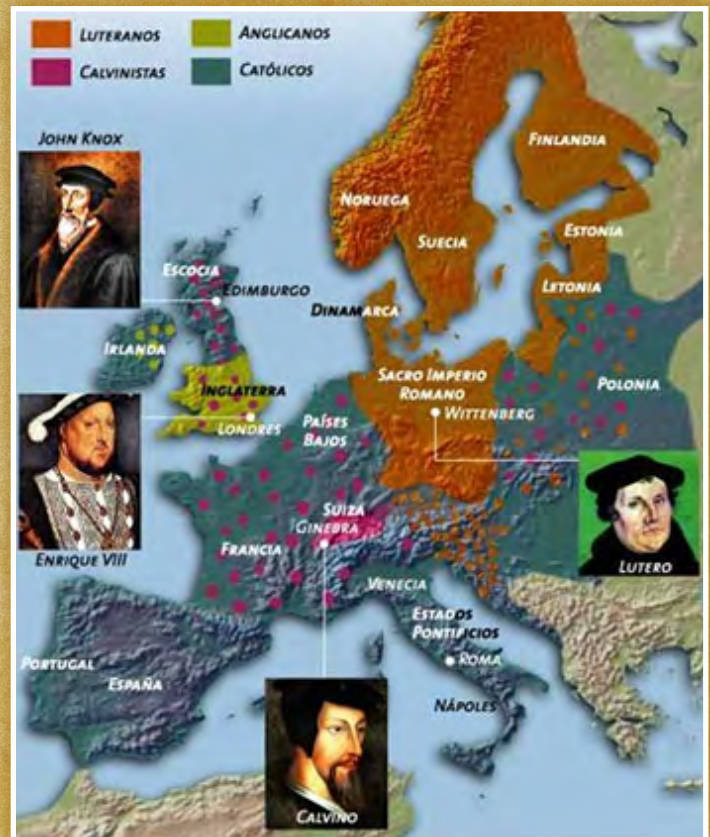 LUTERANOS
ANGLICANOS
CALVINISTAS
CATÓLICOS
JOHN KNOX
FINLANDIA
NORUEGA
SUECIA
ESTONIA
LETONIA
ESCOCIA
EDIMBURGO
DINAMARCA
IRLANDA
INGLATERRA
LONDRES
SACRO IMPERIO
ROMANO
WITTENBERG
POLONIA
PAÍSES
BAJOS
ENRIQUE VIII
SUIZA
GINEBRA
FRANCIA
LUTERO
VENECIA
ESTADOS
PONTIFICIOS
ROMA
PORTUGAL
ESPAÑA
NÁPOLES
CALVINO